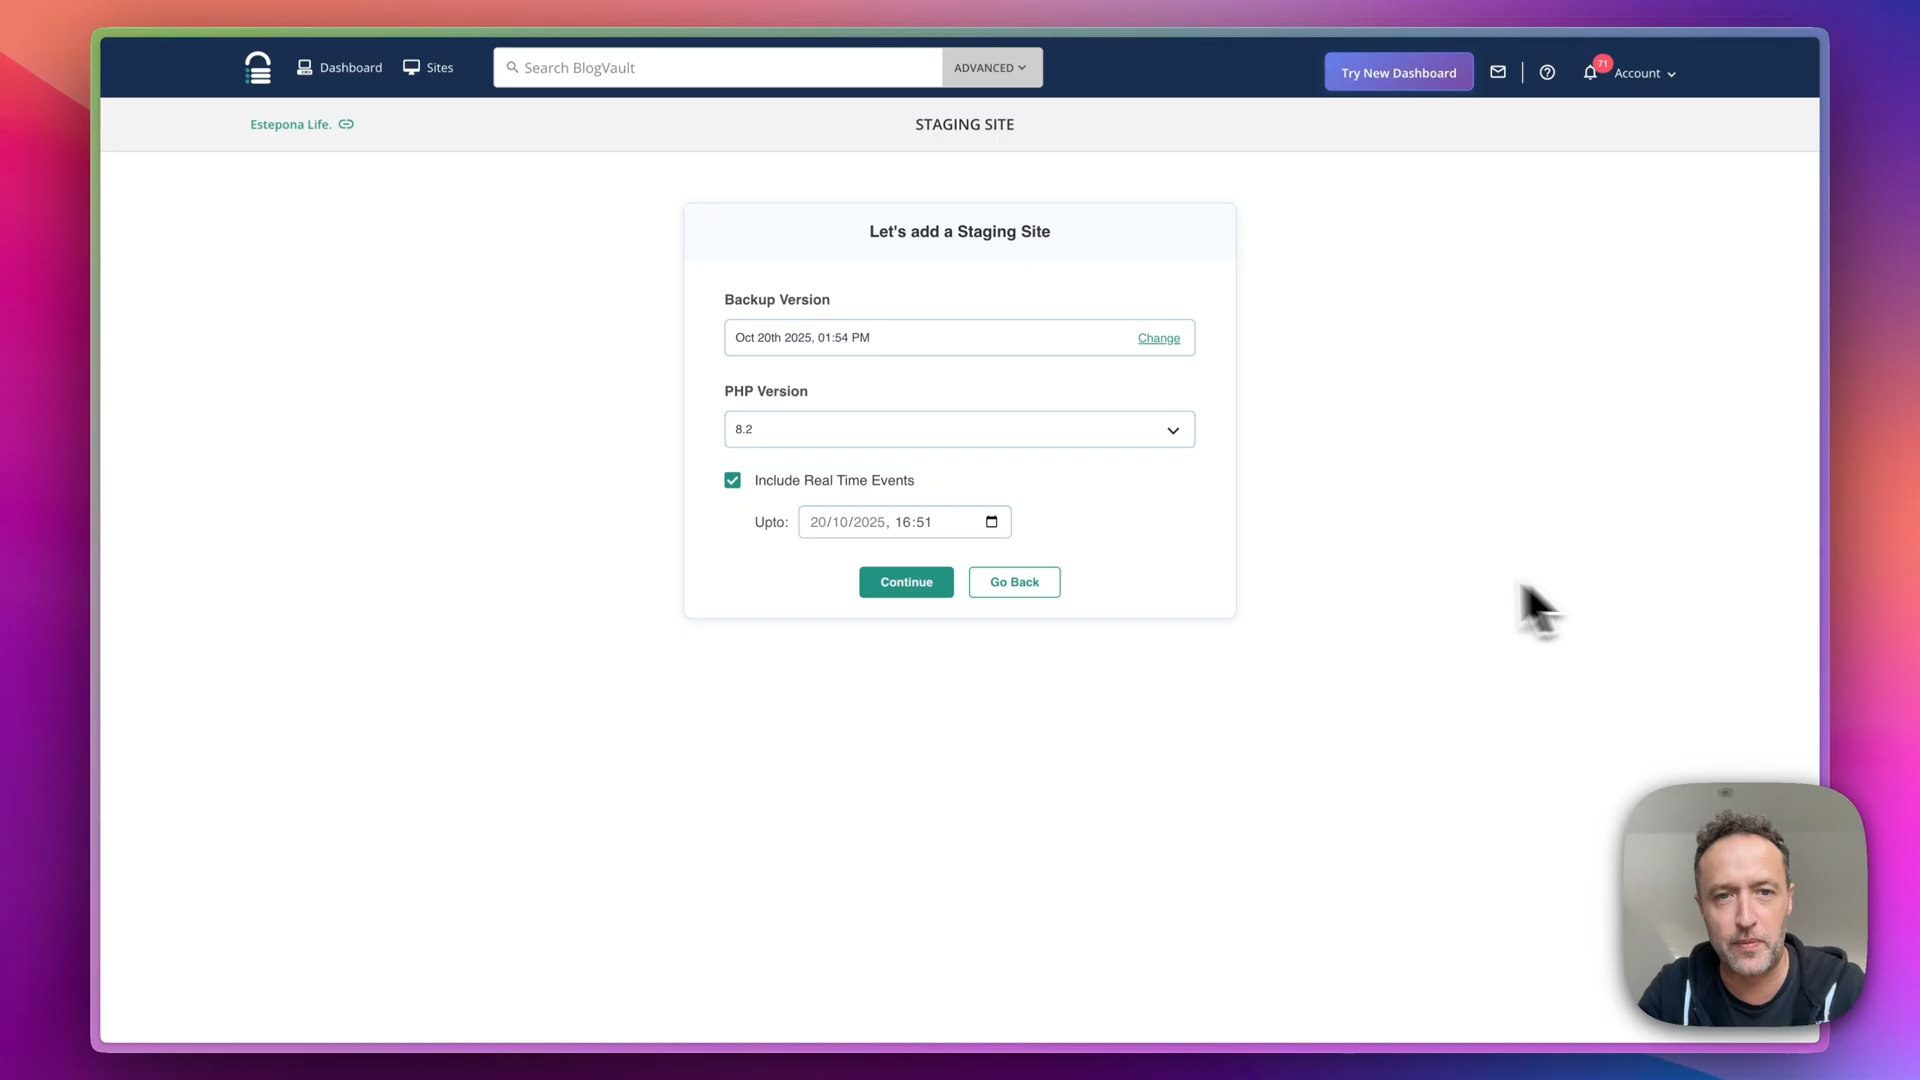 Dashboard
Sites
Search BlogVault
ADVANCED
Try New Dashboard
71
Account
Estepona Life.
STAGING SITE
Let's add a Staging Site
Backup Version
Oct 20th 2025, 01:54 PM
Change
PHP Version
8.2
Include Real Time Events
Upto:
20/10/2025, 16:51
Continue
Go Back